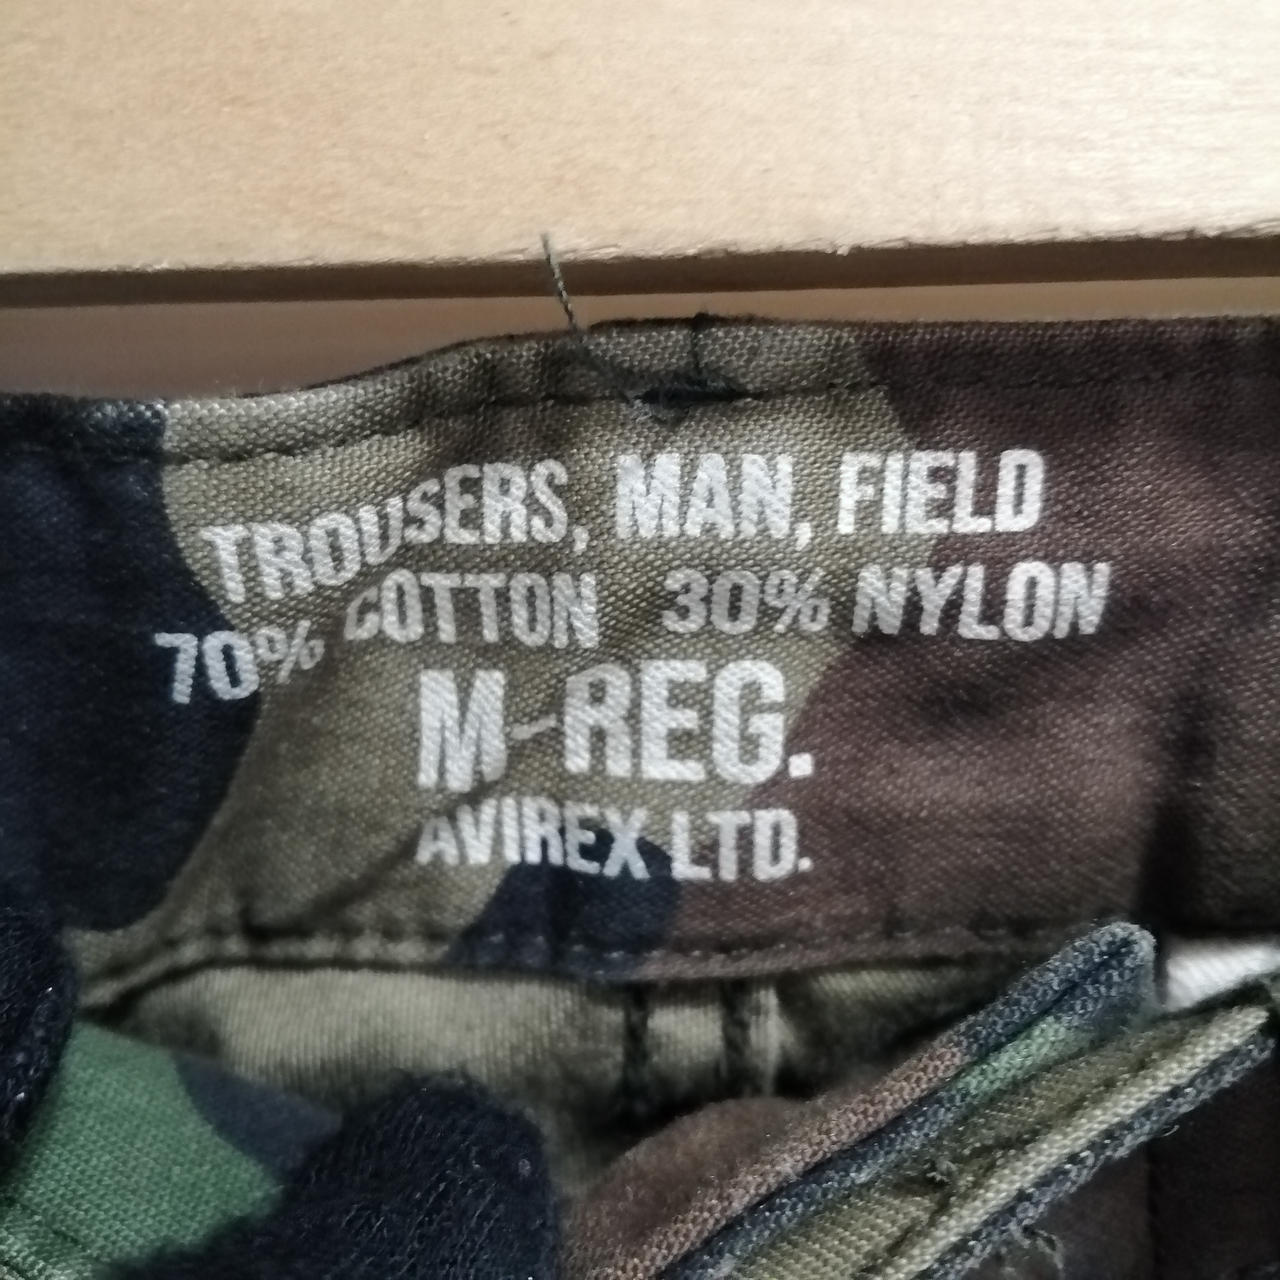 TROUSERS, MAN, FIELD
70% COTTON 30% NYLON
M-REG.
AVIREX LTD.